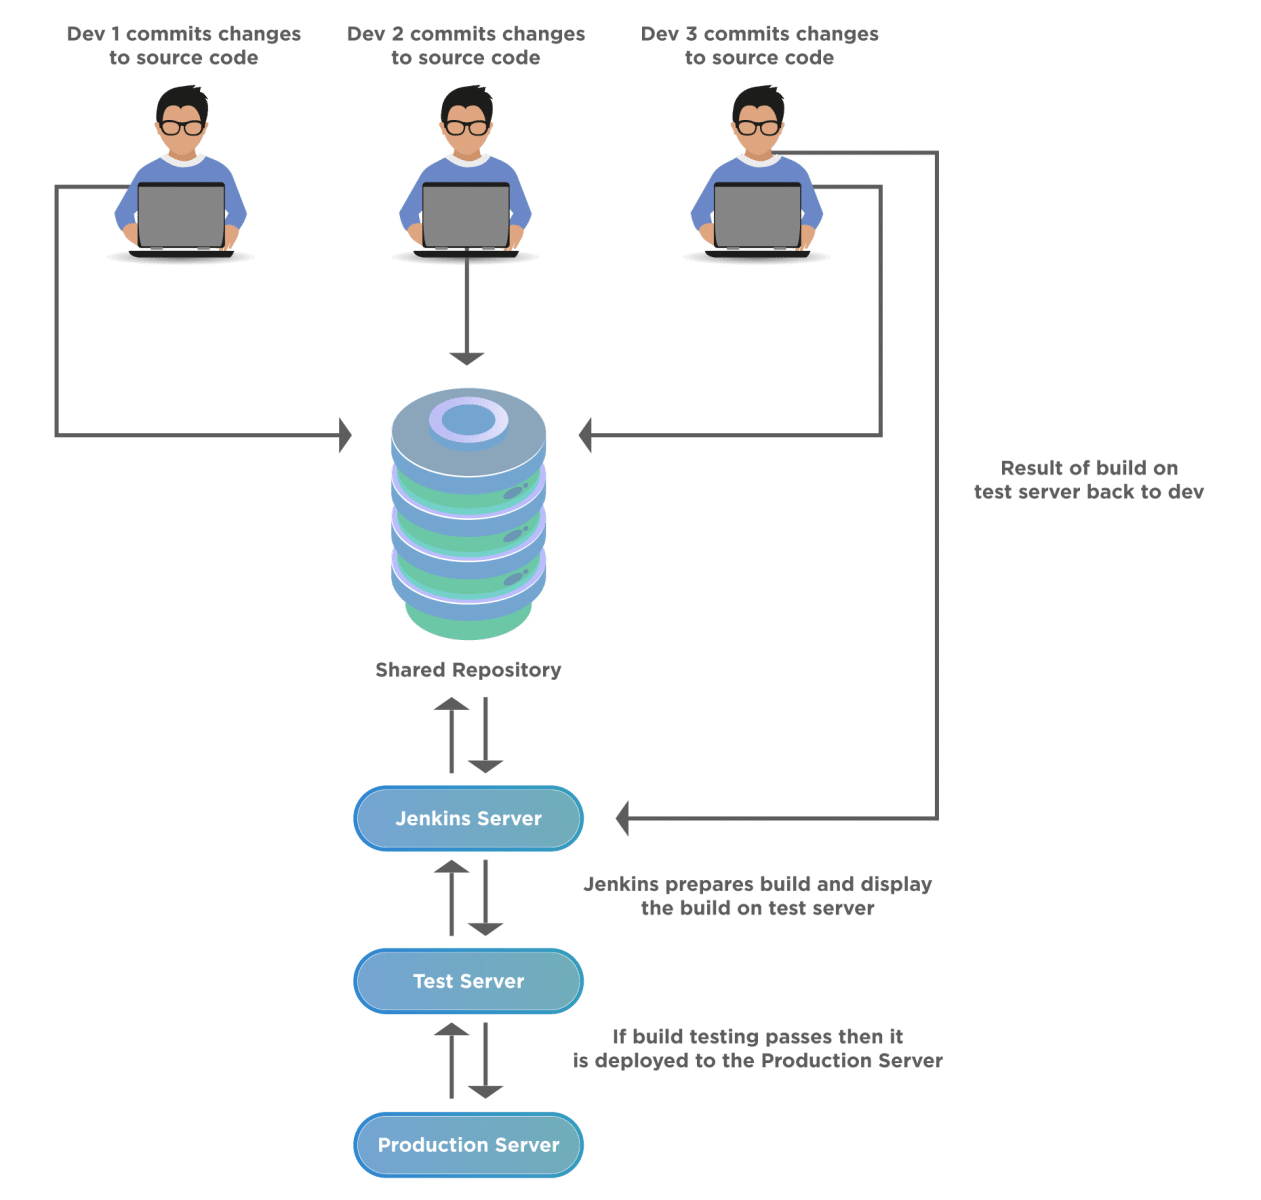 Dev 1 commits changes
to source code
Dev 2 commits changes
to source code
Dev 3 commits changes
to source code
Result of build on
test server back to dev
Shared Repository
Jenkins Server
Jenkins prepares build and display
the build on test server
Test Server
If build testing passes then it
is deployed to the Production Server
Production Server